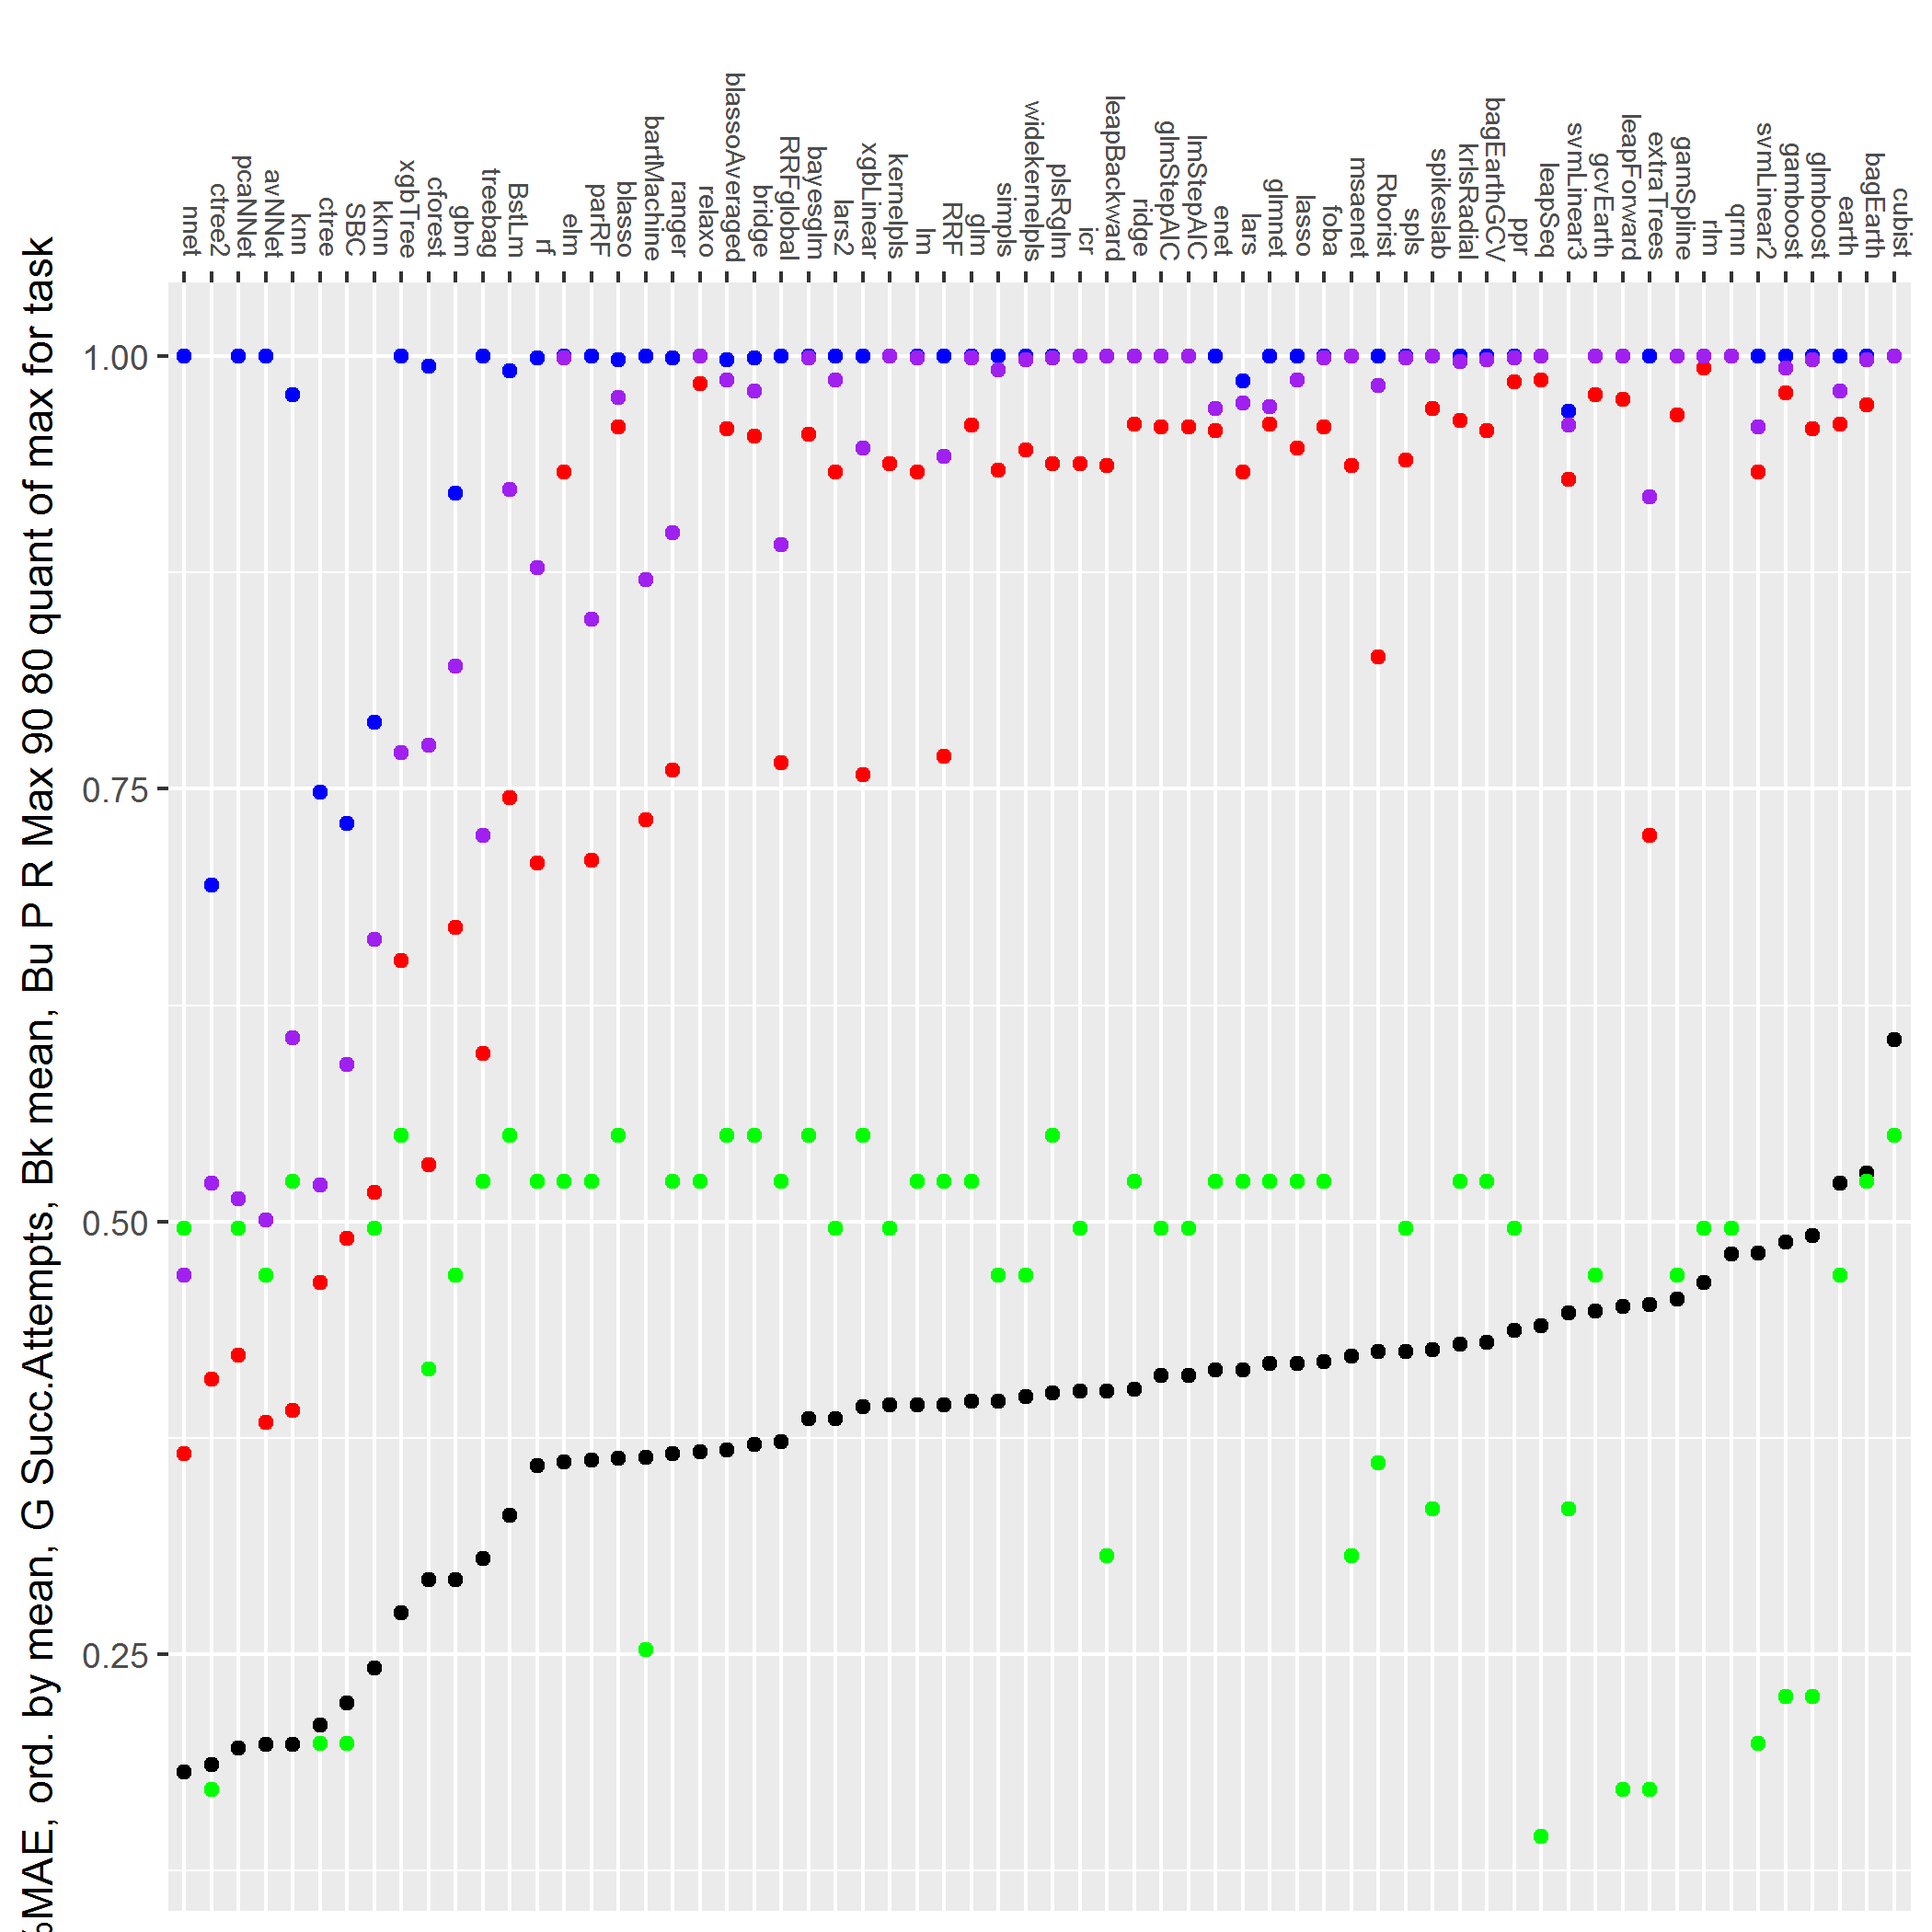 nnet
ctree2
pcaNNet
avNNet
knn
ctree
SBC
kknn
xgbTree
cforest
gbm
treebag
BstLm
rf
elm
parRF
blasso
bartMachine
ranger
relaxo
blassoAveraged
bridge
RRFglobal
bayesglm
lars2
xgbLinear
kernelpls
lm
RRF
glm
simpls
widekernelpls
plsRglm
icr
leapBackward
ridge
glmStepAIC
lmStepAIC
enet
lars
glmnet
lasso
foba
msaenet
Rborist
spls
spikeslab
krlsRadial
bagEarthGCV
ppr
leapSeq
svmLinear3
gcvEarth
leapForward
extraTrees
gamSpline
rlm
qrnn
svmLinear2
gamboost
glmboost
earth
bagEarth
cubist
1.00
0.75
0.50
0.25
%MAE, ord. by mean, G Succ.Attempts, Bk mean, Bu P R Max 90 80 quant of max for task